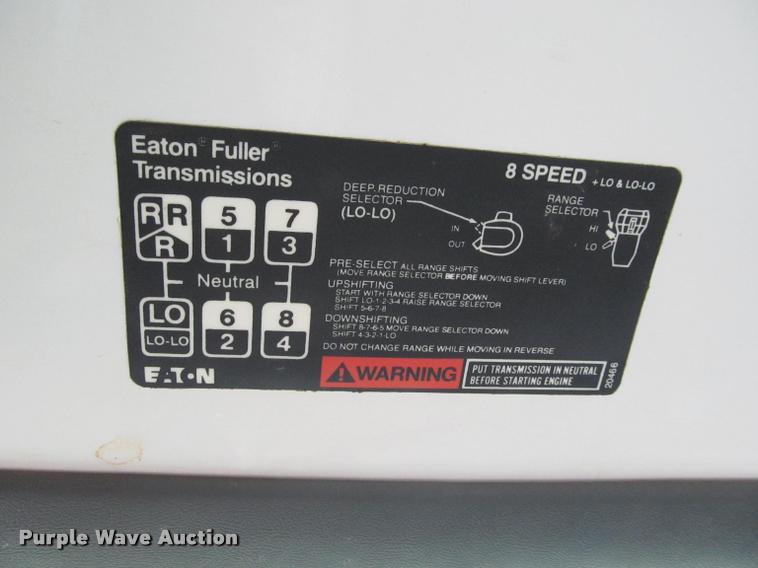 Eaton® Fuller®
Transmissions
8 SPEED + LO & LO-LO
R R R
5 1
7 3
Neutral
LO LO-LO
6 2
8 4
EAT•N
DEEP REDUCTION
SELECTOR
(LO-LO)
IN
OUT
RANGE
SELECTOR
HI
LO
PRE-SELECT ALL RANGE SHIFTS
(MOVE RANGE SELECTOR BEFORE MOVING SHIFT LEVER)
UPSHIFTING
START WITH RANGE SELECTOR DOWN
SHIFT LO-1-2-3-4 RAISE RANGE SELECTOR
SHIFT 5-6-7-8
DOWNSHIFTING
SHIFT 8-7-6-5 MOVE RANGE SELECTOR DOWN
SHIFT 4-3-2-1-LO
DO NOT CHANGE RANGE WHILE MOVING IN REVERSE
WARNING
PUT TRANSMISSION IN NEUTRAL
BEFORE STARTING ENGINE
20466
Purple Wave Auction